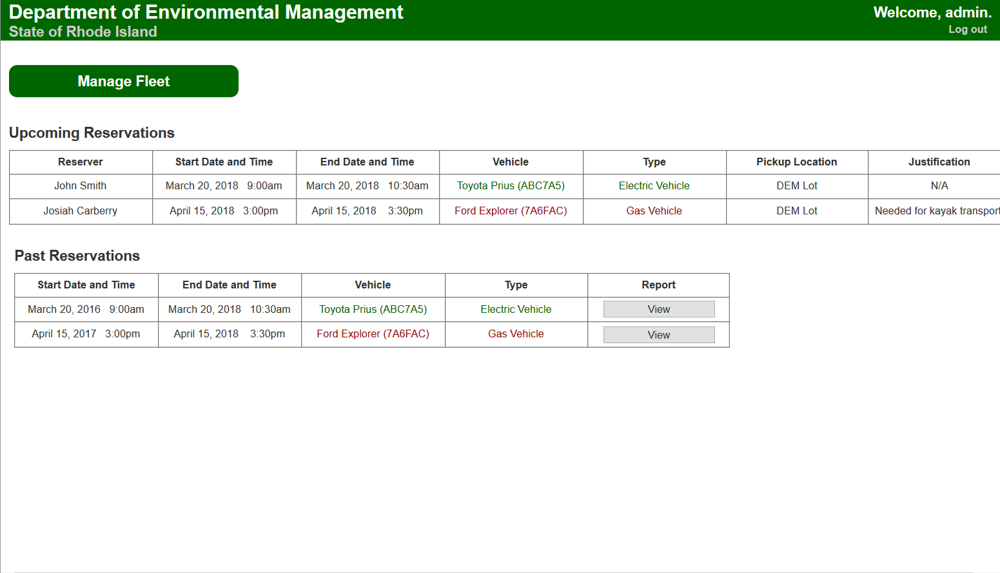 Department of Environmental Management
State of Rhode Island
Welcome, admin.
Log out
Manage Fleet
Upcoming Reservations
Reserver Start Date and Time End Date and Time Vehicle Type Pickup Location Justification
John Smith March 20, 2018 9:00am March 20, 2018 10:30am Toyota Prius (ABC7A5) Electric Vehicle DEM Lot N/A
Josiah Carberry April 15, 2018 3:00pm April 15, 2018 3:30pm Ford Explorer (7A6FAC) Gas Vehicle DEM Lot Needed for kayak transport
Past Reservations
Start Date and Time End Date and Time Vehicle Type Report
March 20, 2016 9:00am March 20, 2018 10:30am Toyota Prius (ABC7A5) Electric Vehicle View
April 15, 2017 3:00pm April 15, 2018 3:30pm Ford Explorer (7A6FAC) Gas Vehicle View